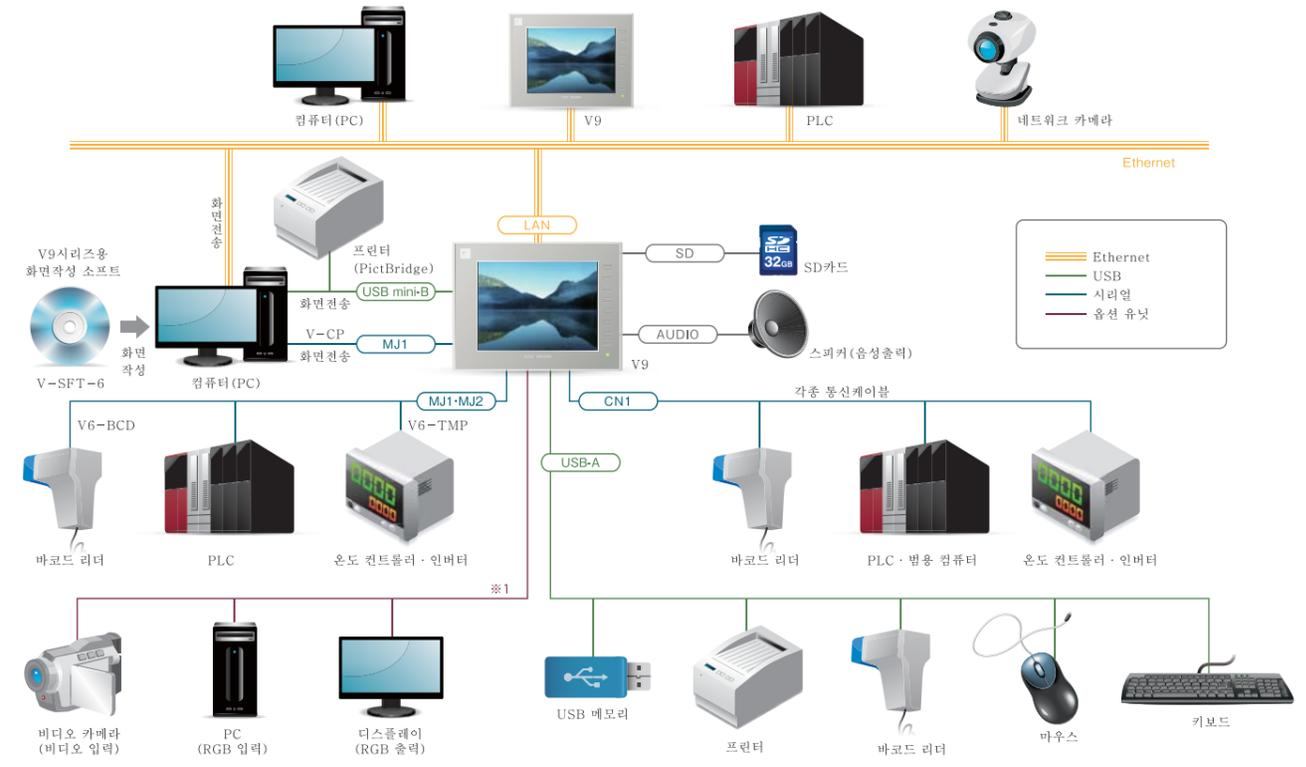 컴퓨터(PC)
V9
PLC
네트워크 카메라
Ethernet
화면전송
LAN
프린터
(PictBridge)
V9시리즈용
화면작성 소프트
USB mini-B
화면전송
SD
32GB
SD카드
Ethernet
USB
시리얼
옵션 유닛
V-CP
화면전송
MJ1
AUDIO
스피커(음성출력)
화면
작성
V-SFT-6
컴퓨터(PC)
V9
MJ1·MJ2
CN1
각종 통신케이블
V6-BCD
V6-TMP
USB-A
바코드 리더
PLC
온도 컨트롤러 · 인버터
바코드 리더
PLC · 범용 컴퓨터
온도 컨트롤러 · 인버터
※1
비디오 카메라
(비디오 입력)
PC
(RGB 입력)
디스플레이
(RGB 출력)
USB 메모리
프린터
바코드 리더
마우스
키보드